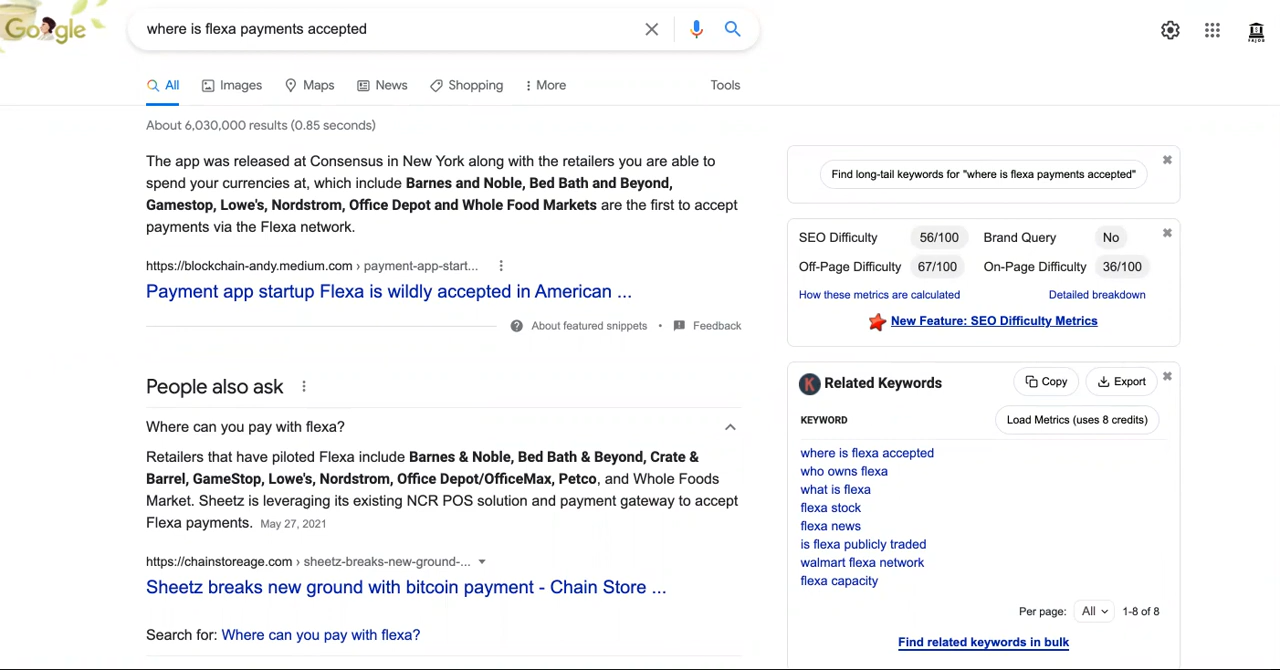 Google
where is flexa payments accepted
All Images Maps News Shopping More Tools
About 6,030,000 results (0.85 seconds)
The app was released at Consensus in New York along with the retailers you are able to
spend your currencies at, which include Barnes and Noble, Bed Bath and Beyond,
Gamestop, Lowe's, Nordstrom, Office Depot and Whole Food Markets are the first to accept
payments via the Flexa network.
https://blockchain-andy.medium.com › payment-app-start...
Payment app startup Flexa is wildly accepted in American ...
About featured snippets • Feedback
People also ask
Where can you pay with flexa?
Retailers that have piloted Flexa include Barnes & Noble, Bed Bath & Beyond, Crate &
Barrel, GameStop, Lowe's, Nordstrom, Office Depot/OfficeMax, Petco, and Whole Foods
Market. Sheetz is leveraging its existing NCR POS solution and payment gateway to accept
Flexa payments. May 27, 2021
https://chainstoreage.com › sheetz-breaks-new-ground-...
Sheetz breaks new ground with bitcoin payment - Chain Store ...
Search for: Where can you pay with flexa?
Find long-tail keywords for "where is flexa payments accepted"
SEO Difficulty 56/100 Brand Query No
Off-Page Difficulty 67/100 On-Page Difficulty 36/100
How these metrics are calculated Detailed breakdown
New Feature: SEO Difficulty Metrics
K Related Keywords Copy Export
KEYWORD Load Metrics (uses 8 credits)
where is flexa accepted
who owns flexa
what is flexa
flexa stock
flexa news
is flexa publicly traded
walmart flexa network
flexa capacity
Per page: All 1-8 of 8
Find related keywords in bulk